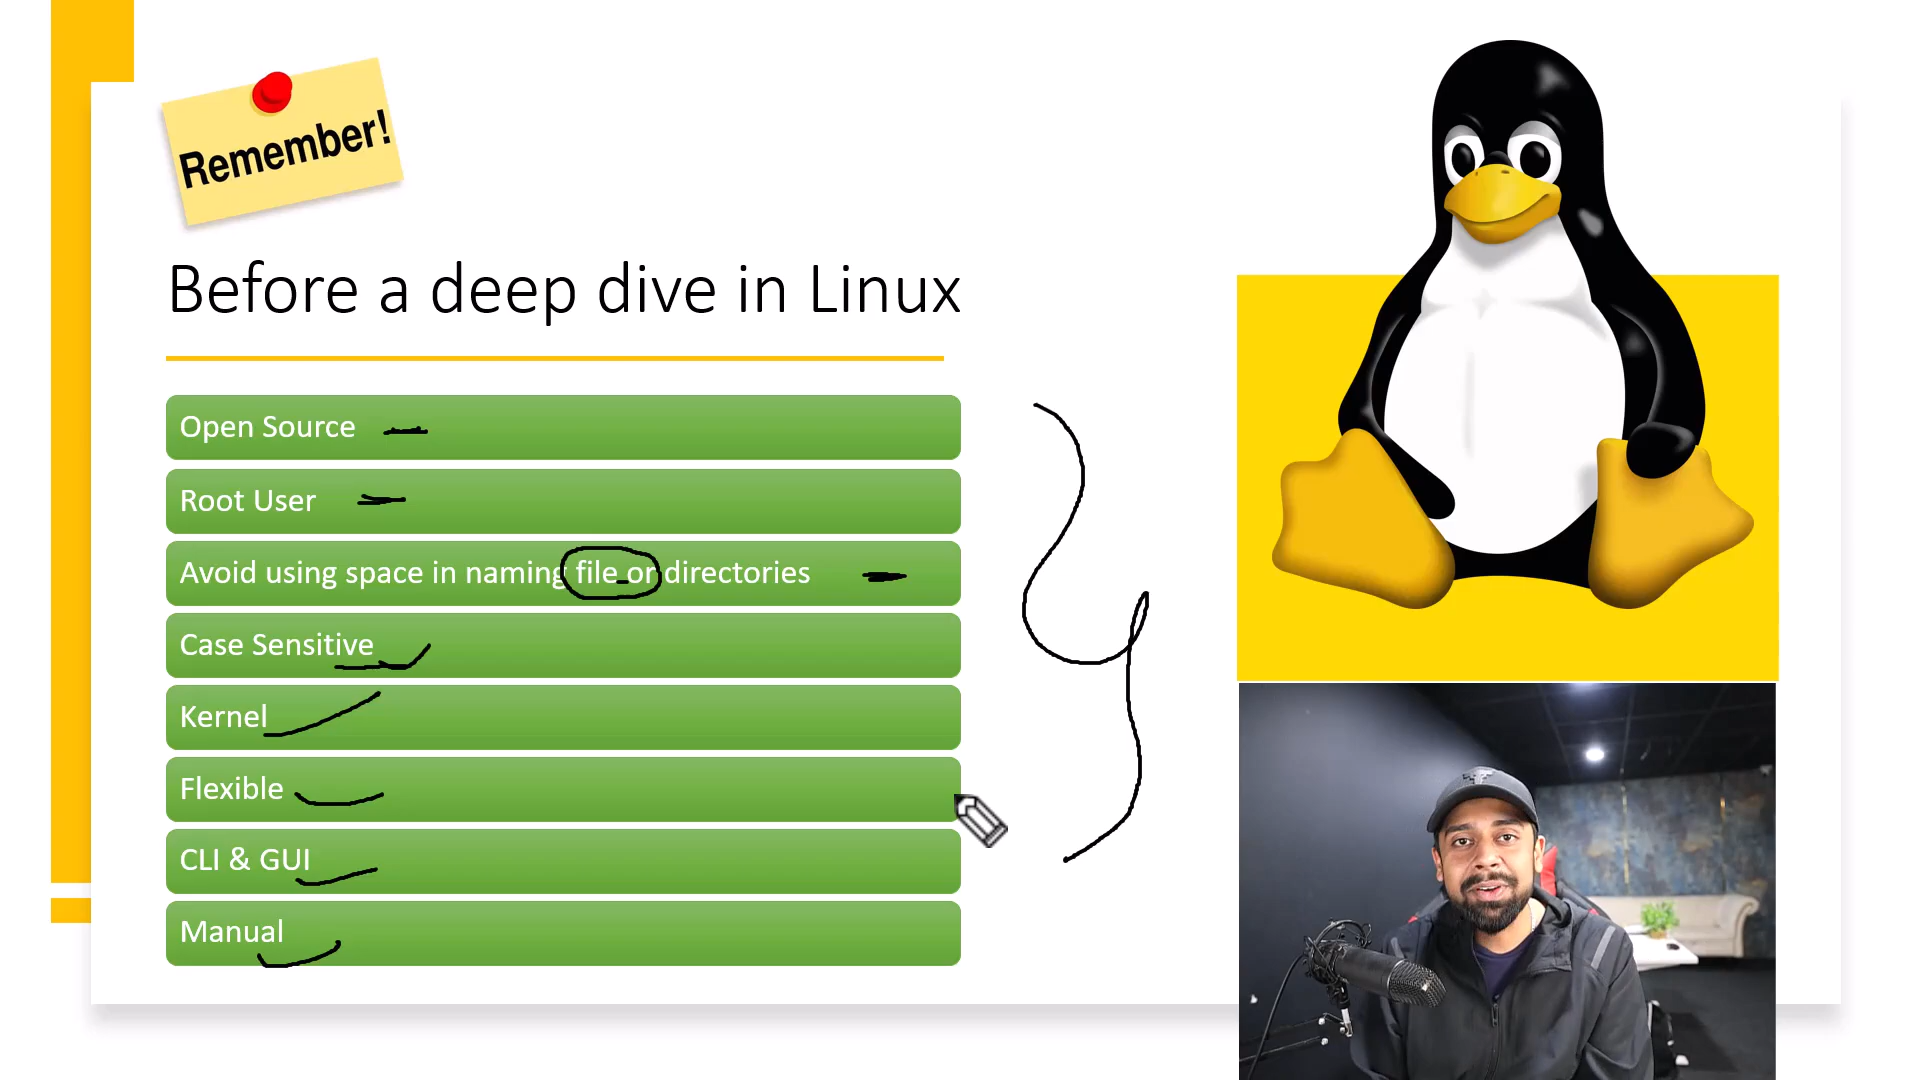 Remember!
Before a deep dive in Linux
Open Source
Root User
Avoid using space in naming file or directories
Case Sensitive
Kernel
Flexible
CLI & GUI
Manual